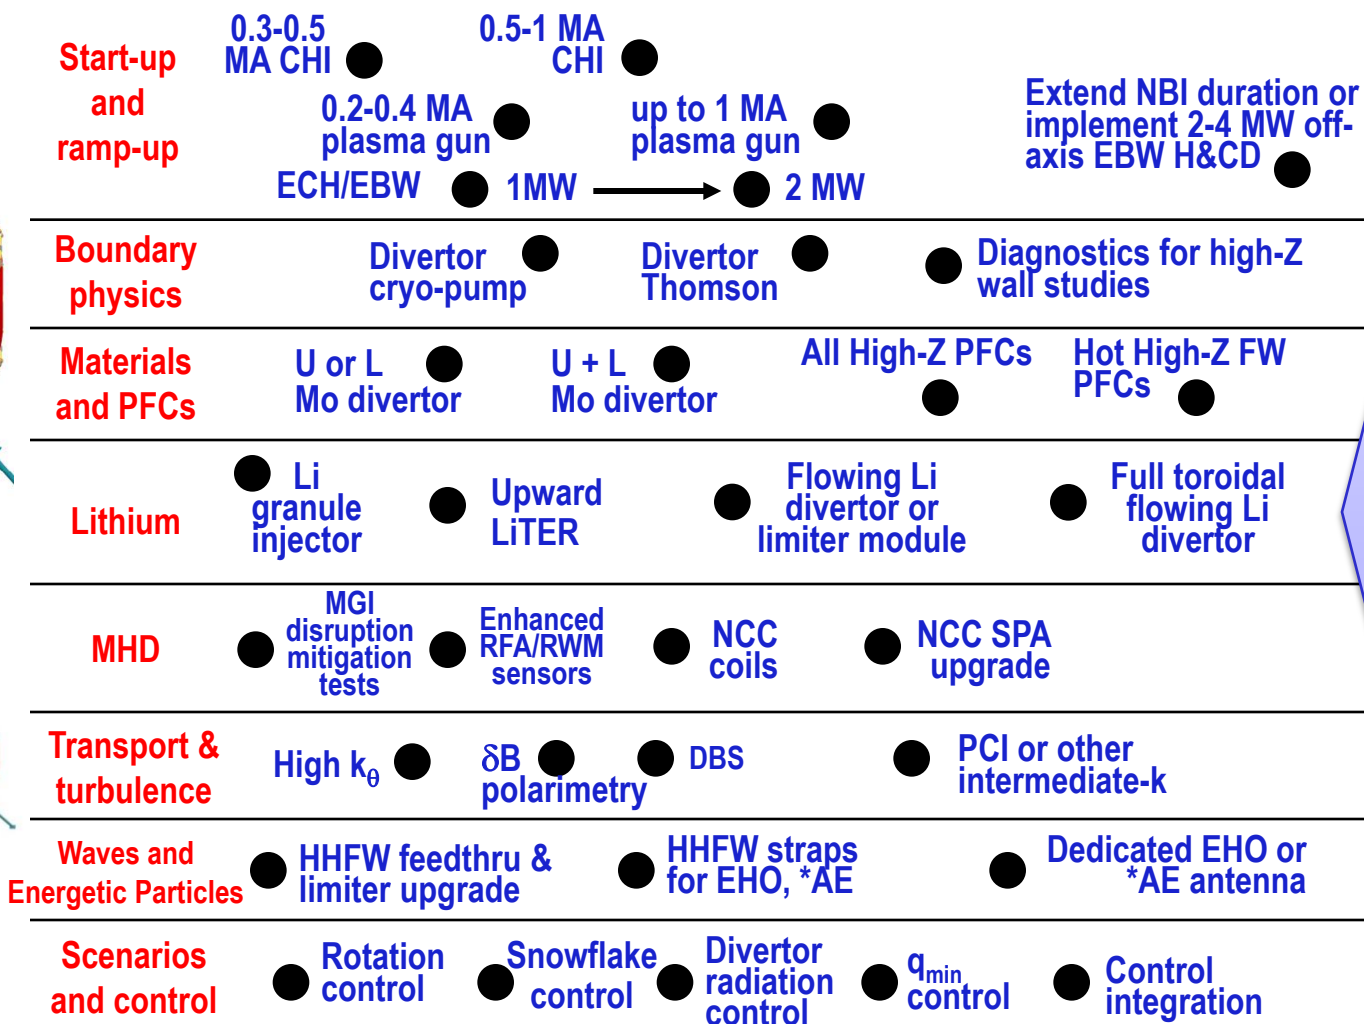 Start-up
and
ramp-up
0.3-0.5
MA CHI
0.5-1 MA
CHI
0.2-0.4 MA
plasma gun
up to 1 MA
plasma gun
ECH/EBW
1MW
2 MW
Extend NBI duration or
implement 2-4 MW off-
axis EBW H&CD
Boundary
physics
Divertor
cryo-pump
Divertor
Thomson
Diagnostics for high-Z
wall studies
Materials
and PFCs
U or L
Mo divertor
U + L
Mo divertor
All High-Z PFCs
Hot High-Z FW
PFCs
Lithium
Li
granule
injector
Upward
LiTER
Flowing Li
divertor or
limiter module
Full toroidal
flowing Li
divertor
MHD
MGI
disruption
mitigation
tests
Enhanced
RFA/RWM
sensors
NCC
coils
NCC SPA
upgrade
Transport &
turbulence
High kθ
δB
polarimetry
DBS
PCI or other
intermediate-k
Waves and
Energetic Particles
HHFW feedthru &
limiter upgrade
HHFW straps
for EHO, *AE
Dedicated EHO or
*AE antenna
Scenarios
and control
Rotation
control
Snowflake
control
Divertor
radiation
control
qmin
control
Control
integration